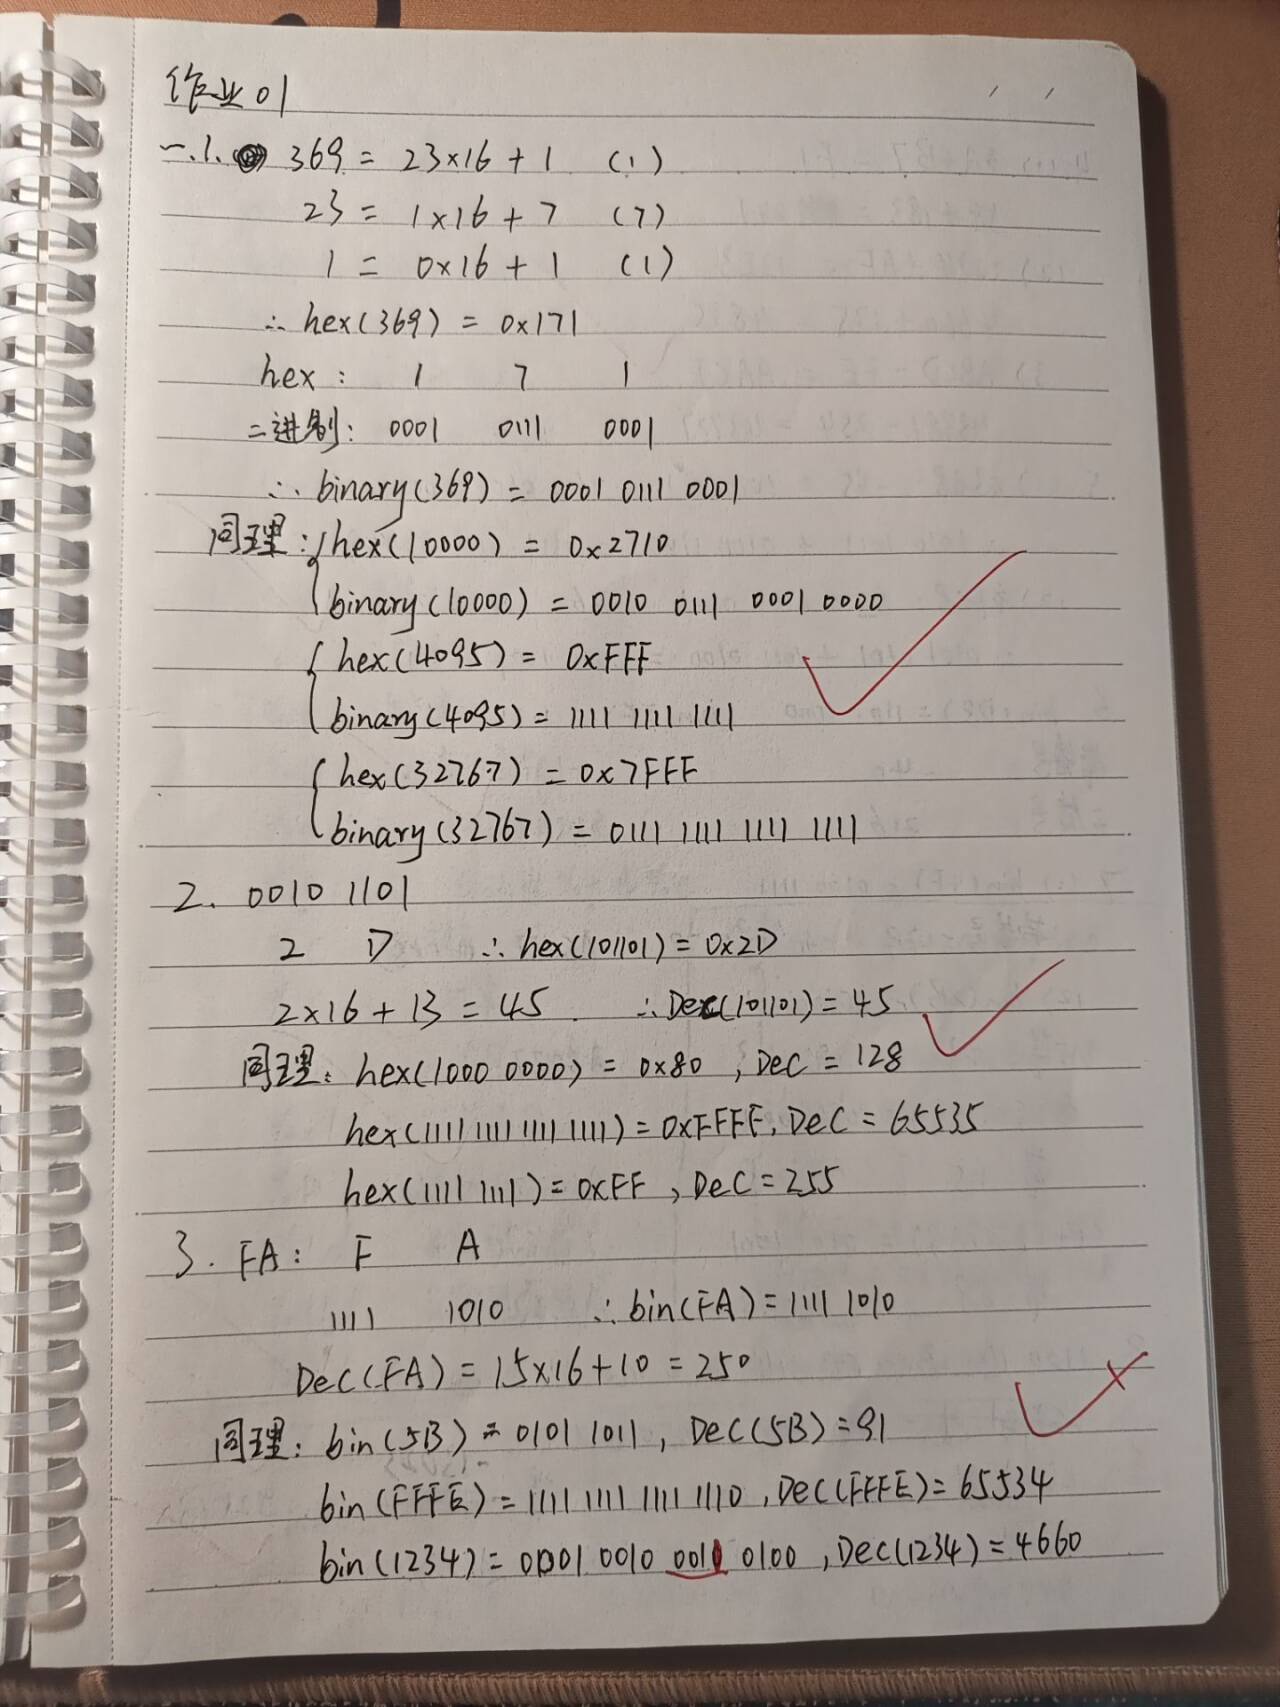 作业01
一.1. 369 = 23×16 + 1 (1)
23 = 1×16 + 7 (7)
1 = 0×16 + 1 (1)
∴ hex(369) = 0x171
hex: 1 7 1
二进制: 0001 0111 0001
∴ binary(369) = 0001 0111 0001
同理: { hex(10000) = 0x2710
binary(10000) = 0010 0111 0001 0000
{ hex(4095) = 0xFFF
binary(4095) = 1111 1111 1111
{ hex(32767) = 0x7FFF
binary(32767) = 0111 1111 1111 1111
2. 0010 1101
2 D ∴ hex(101101) = 0x2D
2×16 + 13 = 45 ∴ Dec(101101) = 45
同理: hex(1000 0000) = 0x80, Dec = 128
hex(1111 1111 1111 1111) = 0xFFFF, Dec = 65535
hex(1111 1111) = 0xFF, Dec = 255
3. FA: F A
1111 1010 ∴ bin(FA) = 1111 1010
Dec(FA) = 15×16 + 10 = 250
同理: bin(5B) = 0101 1011, Dec(5B) = 91
bin(FFFE) = 1111 1111 1111 1110, Dec(FFFE) = 65534
bin(1234) = 0001 0010 0011 0100, Dec(1234) = 4660